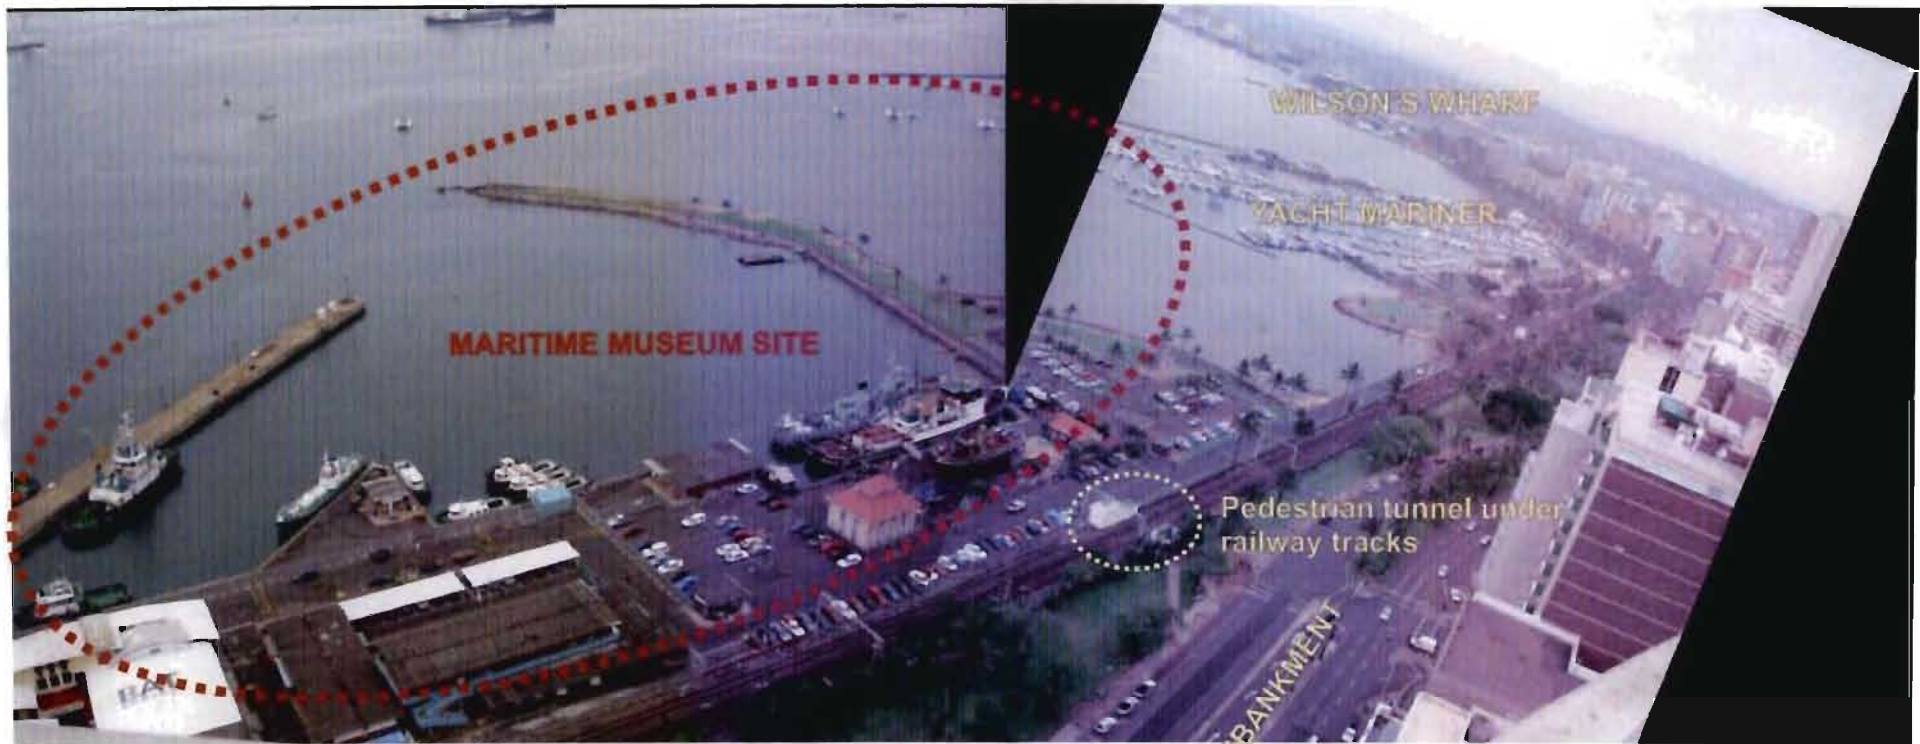 WILSON'S WHARF
YACHT MARINER
MARITIME MUSEUM SITE
Pedestrian tunnel under
railway tracks
BANKMENT